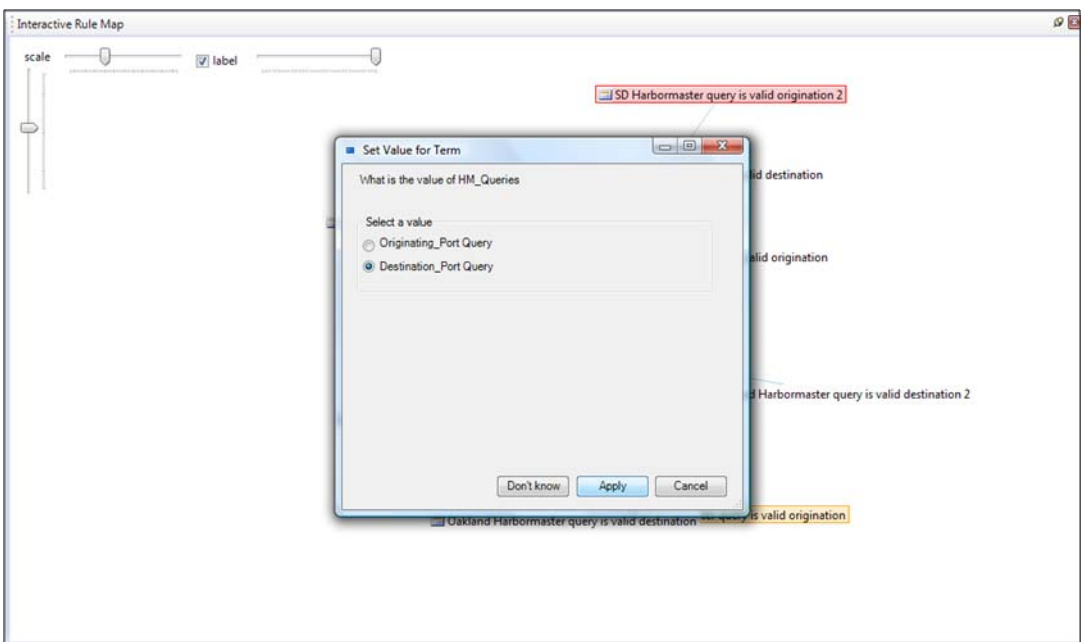 Interactive Rule Map
scale
label
SD Harbormaster query is valid origination 2
Set Value for Term
What is the value of HM_Queries
destination
Select a value
Originating_Port Query
Destination_Port Query
origination
Harbormaster query is valid destination 2
Don't know
Apply
Cancel
Oakland Harbormaster query is valid destination
query is valid origination